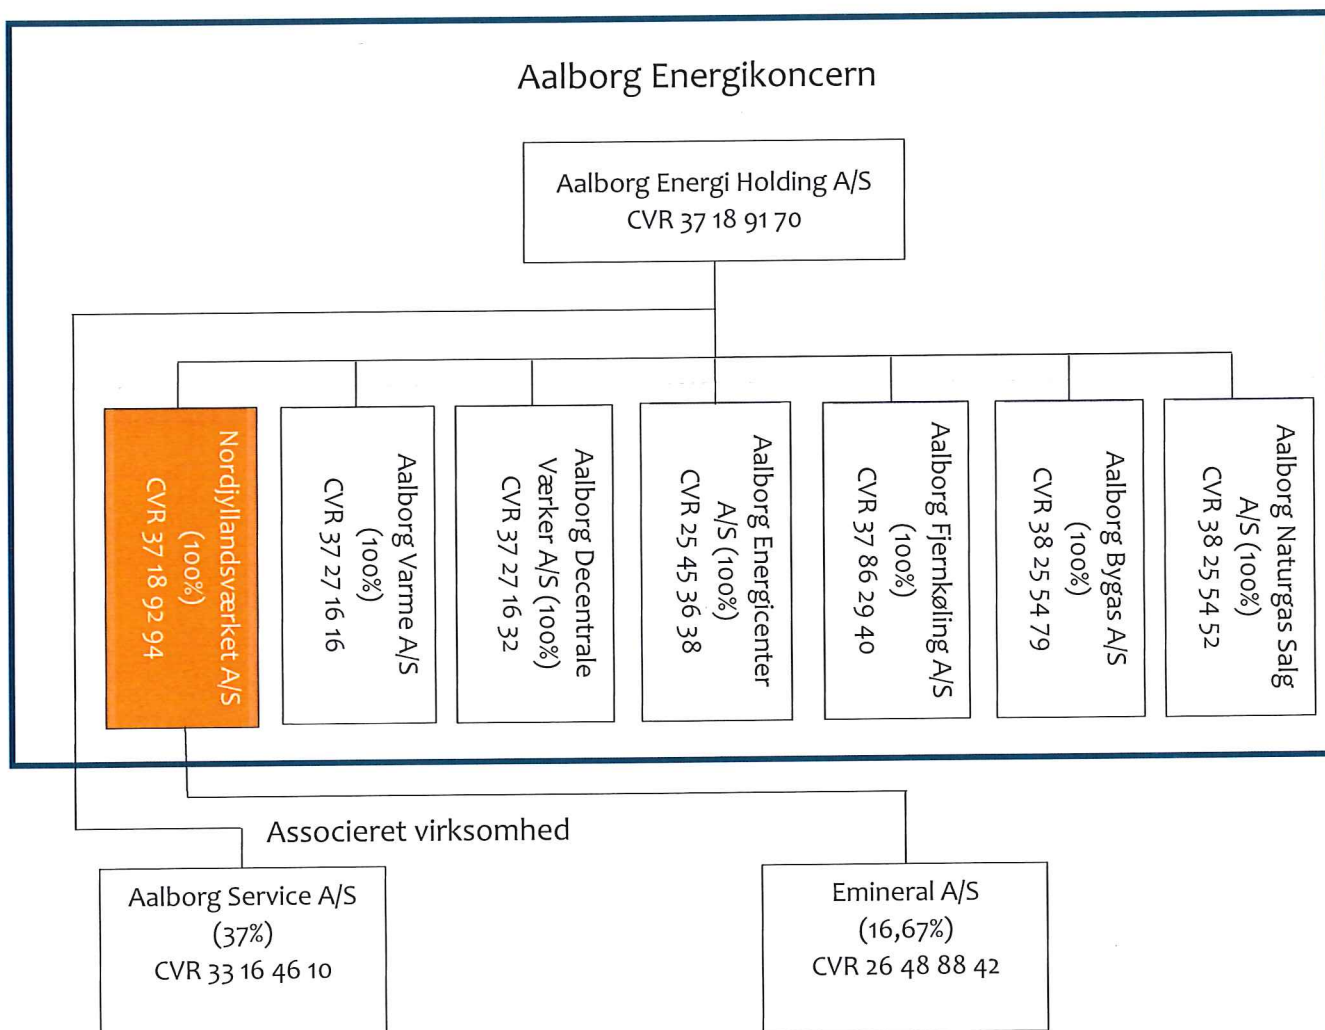 Aalborg Energikoncern
Aalborg Energi Holding A/S
CVR 37 18 91 70
Nordjyllandsværket A/S
(100%)
CVR 37 18 92 94
Aalborg Varme A/S
(100%)
CVR 37 27 16 16
Aalborg Decentrale
Værker A/S (100%)
CVR 37 27 16 32
Aalborg Energicenter
A/S (100%)
CVR 25 45 36 38
Aalborg Fjernkøling A/S
(100%)
CVR 37 86 29 40
Aalborg Bygas A/S
(100%)
CVR 38 25 54 79
Aalborg Naturgas Salg
A/S (100%)
CVR 38 25 54 52
Associeret virksomhed
Aalborg Service A/S
(37%)
CVR 33 16 46 10
Emineral A/S
(16,67%)
CVR 26 48 88 42